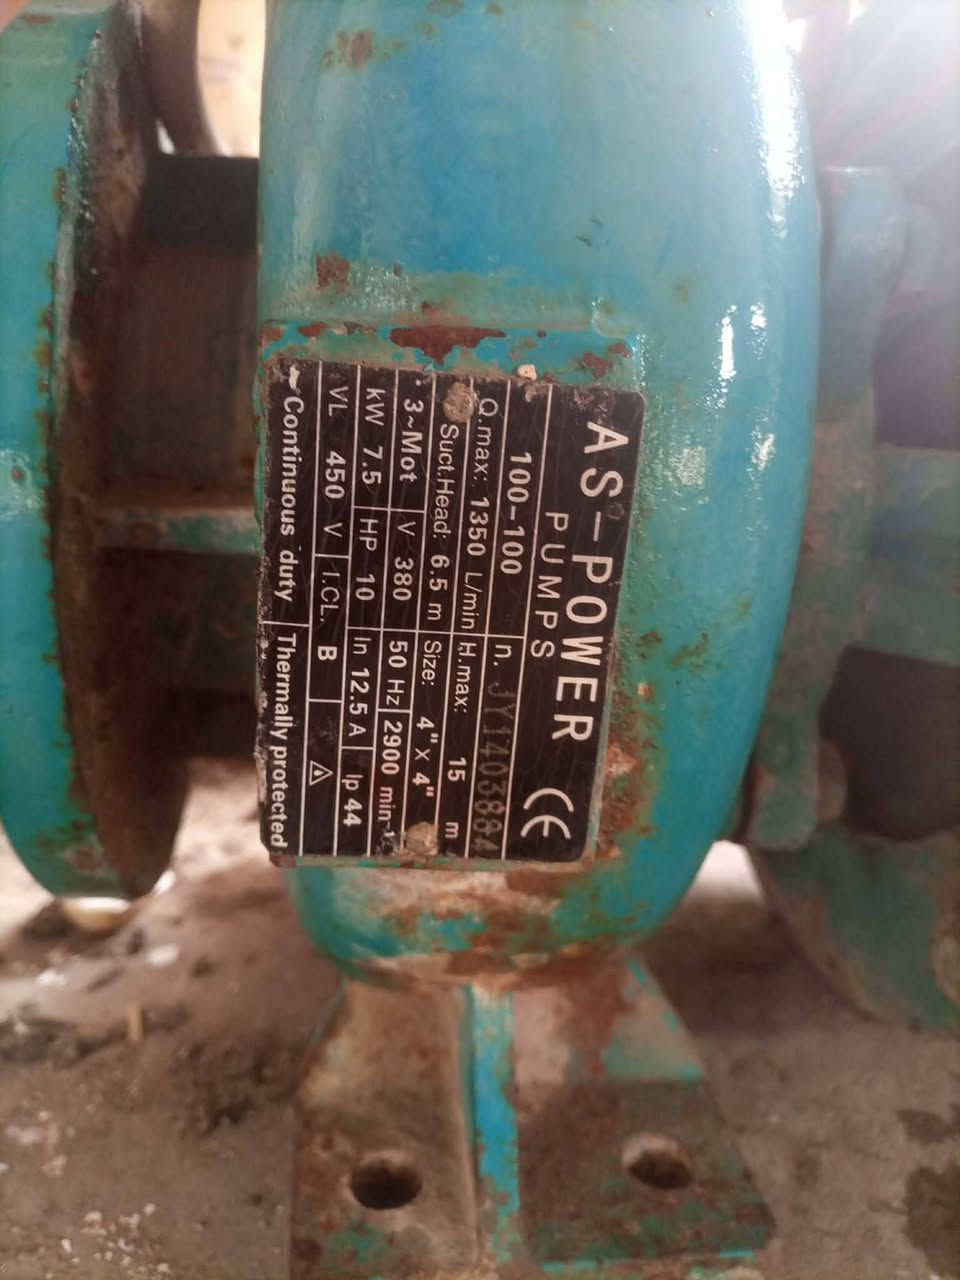 AS-POWER
PUMPS CE
100-100 n. JY1403884
Q.max: 1350 L/min H.max: 15 m
Suct.Head: 6.5 m Size: 4" x 4"
3~Mot V 380 50 Hz 2900 min-1
kW 7.5 HP 10 In 12.5 A Ip 44
VL 450 V I.CL. B
Continuous duty Thermally protected